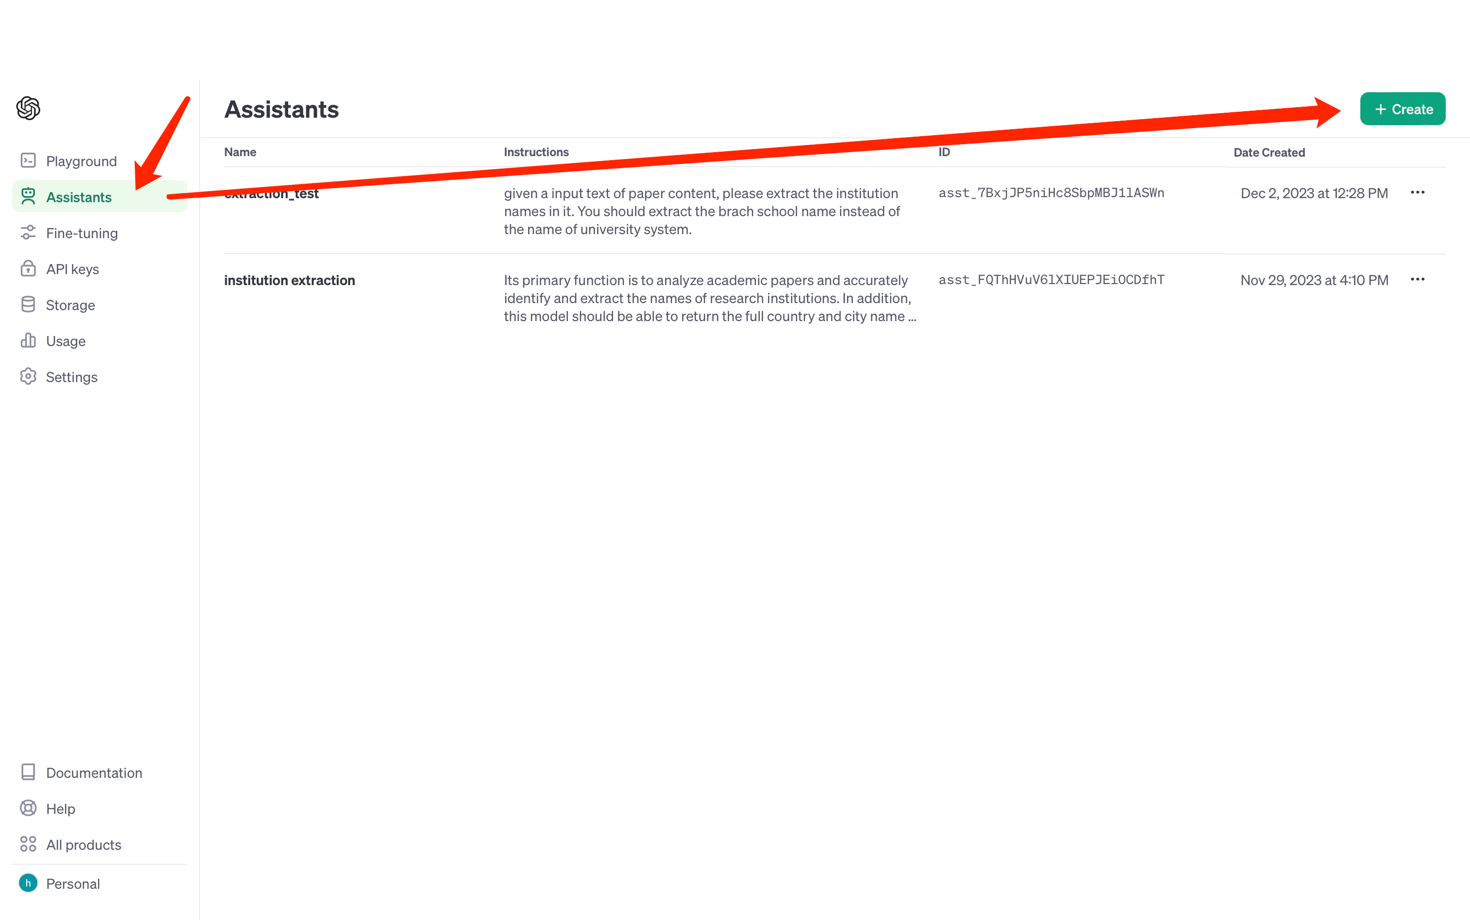 Playground
Assistants
Fine-tuning
API keys
Storage
Usage
Settings
Documentation
Help
All products
h Personal
Assistants
+ Create
Name Instructions ID Date Created
extraction_test
given a input text of paper content, please extract the institution
names in it. You should extract the brach school name instead of
the name of university system.
asst_7BxjJP5niHc8SbpMBJ1lASWn
Dec 2, 2023 at 12:28 PM
institution extraction
Its primary function is to analyze academic papers and accurately
identify and extract the names of research institutions. In addition,
this model should be able to return the full country and city name ...
asst_FQThHVuV6lXIUEPJEiOCDfhT
Nov 29, 2023 at 4:10 PM